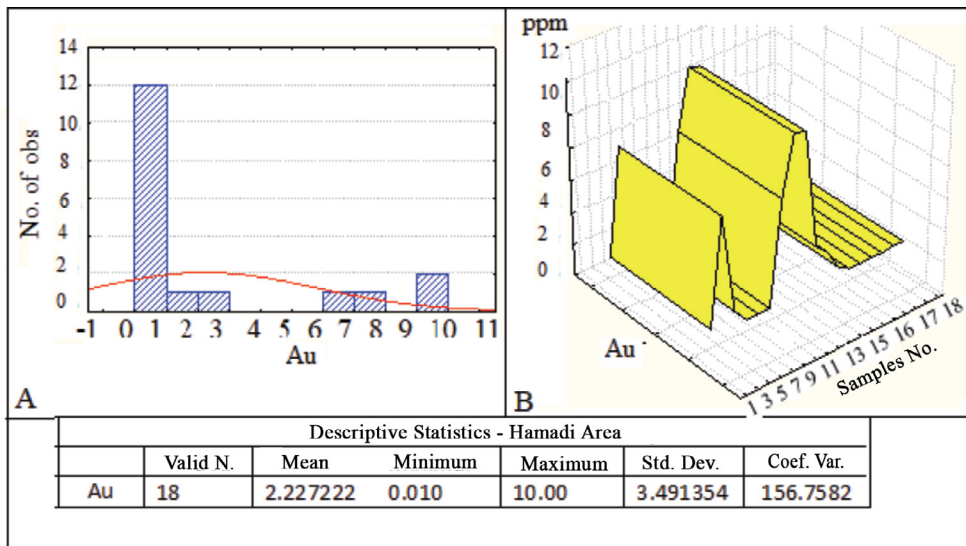 14
12
10
8
6
4
2
0
No. of obs
-1 0 1 2 3 4 5 6 7 8 9 10 11
Au
A
ppm
12
10
8
6
4
2
0
Au
1 3 5 7 9 11 13 15 16 17 18
Samples No.
B
Descriptive Statistics - Hamadi Area
Valid N. Mean Minimum Maximum Std. Dev. Coef. Var.
Au 18 2.227222 0.010 10.00 3.491354 156.7582